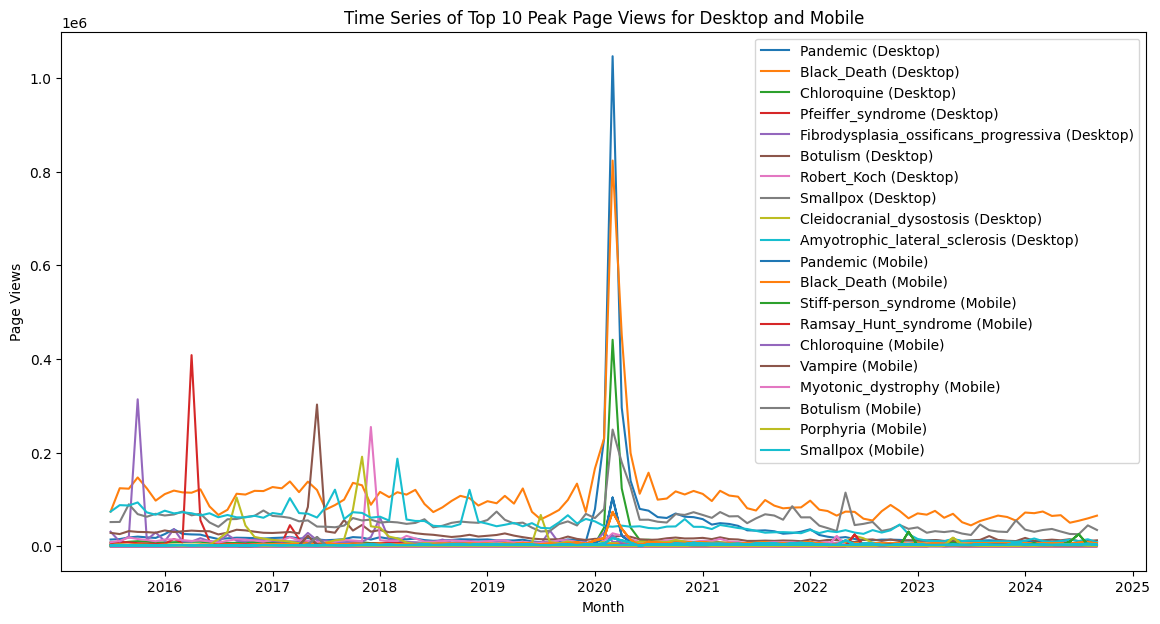 Time Series of Top 10 Peak Page Views for Desktop and Mobile
1e6
Pandemic (Desktop)
Black_Death (Desktop)
Chloroquine (Desktop)
Pfeiffer_syndrome (Desktop)
Fibrodysplasia_ossificans_progressiva (Desktop)
Botulism (Desktop)
Robert_Koch (Desktop)
Smallpox (Desktop)
Cleidocranial_dysostosis (Desktop)
Amyotrophic_lateral_sclerosis (Desktop)
Pandemic (Mobile)
Black_Death (Mobile)
Stiff-person_syndrome (Mobile)
Ramsay_Hunt_syndrome (Mobile)
Chloroquine (Mobile)
Vampire (Mobile)
Myotonic_dystrophy (Mobile)
Botulism (Mobile)
Porphyria (Mobile)
Smallpox (Mobile)
Page Views
1.0
0.8
0.6
0.4
0.2
0.0
2016 2017 2018 2019 2020 2021 2022 2023 2024 2025
Month